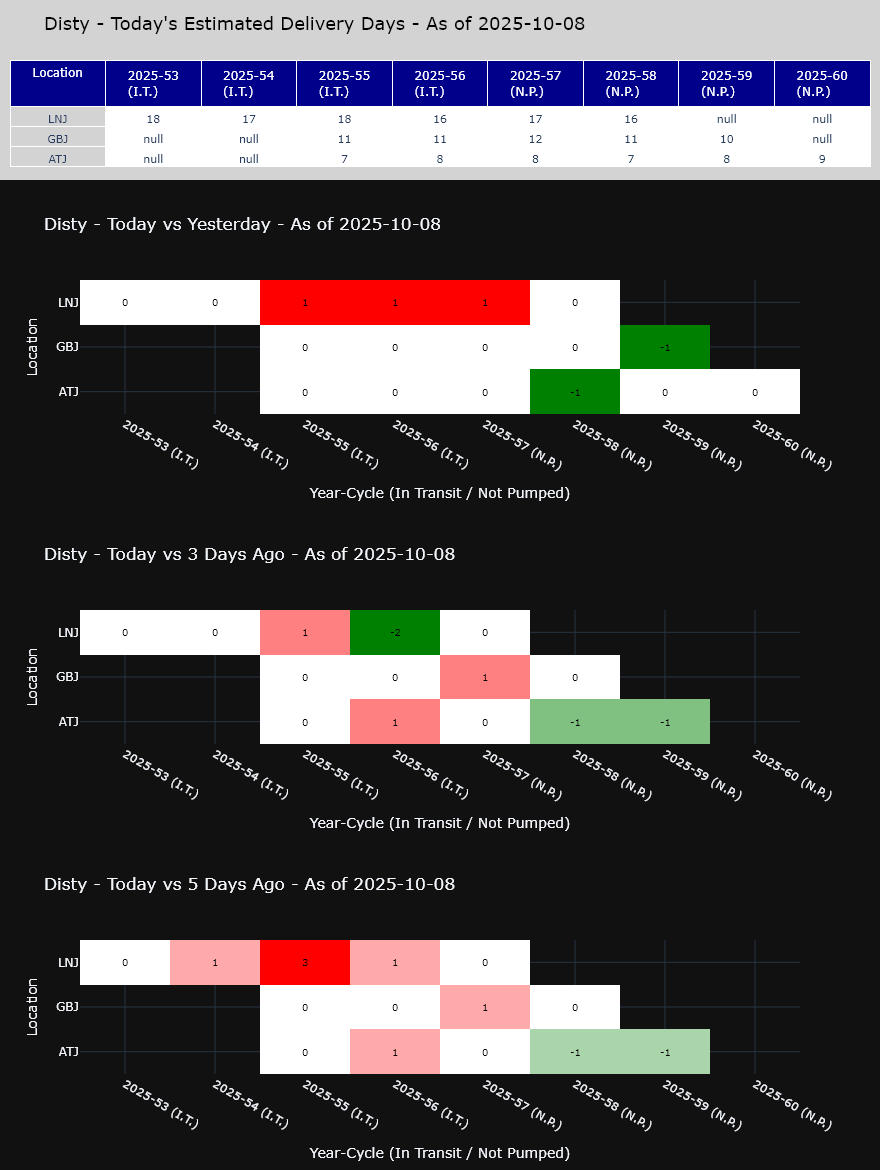 Disty - Today's Estimated Delivery Days - As of 2025-10-08
Location 2025-53 (I.T.) 2025-54 (I.T.) 2025-55 (I.T.) 2025-56 (I.T.) 2025-57 (N.P.) 2025-58 (N.P.) 2025-59 (N.P.) 2025-60 (N.P.)
LNJ 18 17 18 16 17 16 null null
GBJ null null 11 11 12 11 10 null
ATJ null null 7 8 8 7 8 9
Disty - Today vs Yesterday - As of 2025-10-08
Location
LNJ 0 0 1 1 1 0
GBJ 0 0 0 0 -1
ATJ 0 0 0 -1 0 0
2025-53 (I.T.) 2025-54 (I.T.) 2025-55 (I.T.) 2025-56 (I.T.) 2025-57 (N.P.) 2025-58 (N.P.) 2025-59 (N.P.) 2025-60 (N.P.)
Year-Cycle (In Transit / Not Pumped)
Disty - Today vs 3 Days Ago - As of 2025-10-08
Location
LNJ 0 0 1 -2 0
GBJ 0 0 1 0
ATJ 0 1 0 -1 -1
2025-53 (I.T.) 2025-54 (I.T.) 2025-55 (I.T.) 2025-56 (I.T.) 2025-57 (N.P.) 2025-58 (N.P.) 2025-59 (N.P.) 2025-60 (N.P.)
Year-Cycle (In Transit / Not Pumped)
Disty - Today vs 5 Days Ago - As of 2025-10-08
Location
LNJ 0 1 3 1 0
GBJ 0 0 1 0
ATJ 0 1 0 -1 -1
2025-53 (I.T.) 2025-54 (I.T.) 2025-55 (I.T.) 2025-56 (I.T.) 2025-57 (N.P.) 2025-58 (N.P.) 2025-59 (N.P.) 2025-60 (N.P.)
Year-Cycle (In Transit / Not Pumped)